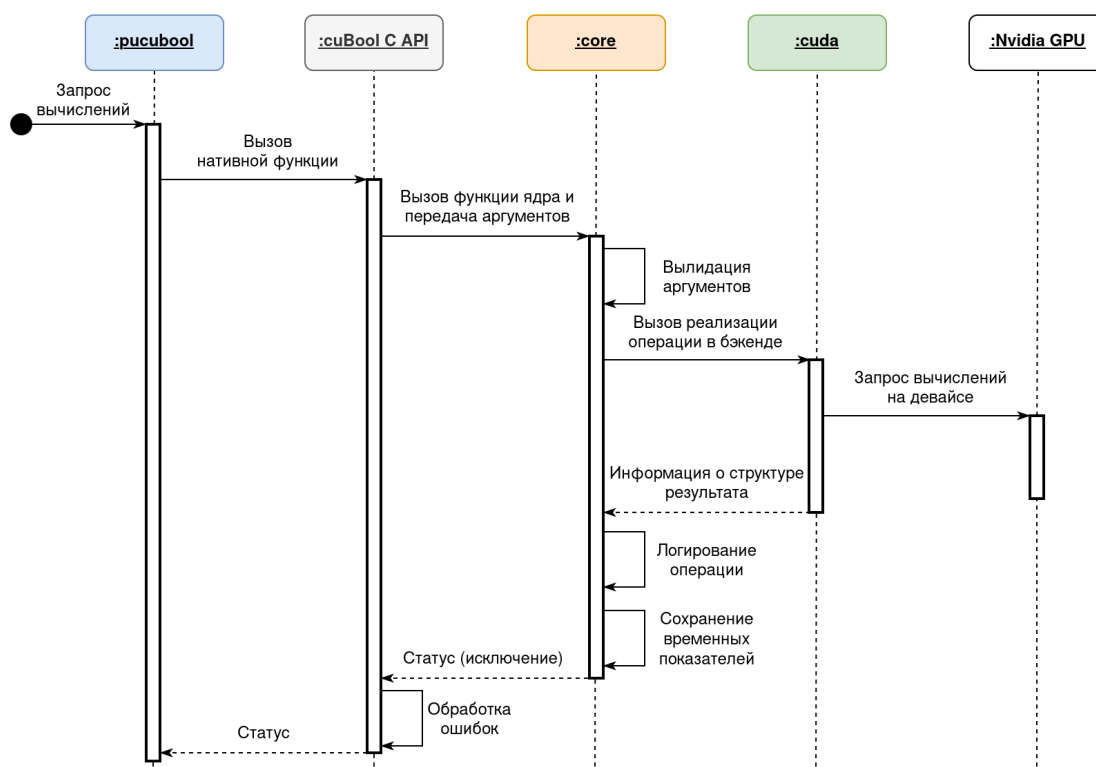 :pucubool
:cuBool C API
:core
:cuda
:Nvidia GPU
Запрос
вычислений
Вызов
нативной функции
Вызов функции ядра и
передача аргументов
Вылидация
аргументов
Вызов реализации
операции в бэкенде
Запрос вычислений
на девайсе
Информация о структуре
результата
Логирование
операции
Сохранение
временных
показателей
Статус (исключение)
Обработка
ошибок
Статус